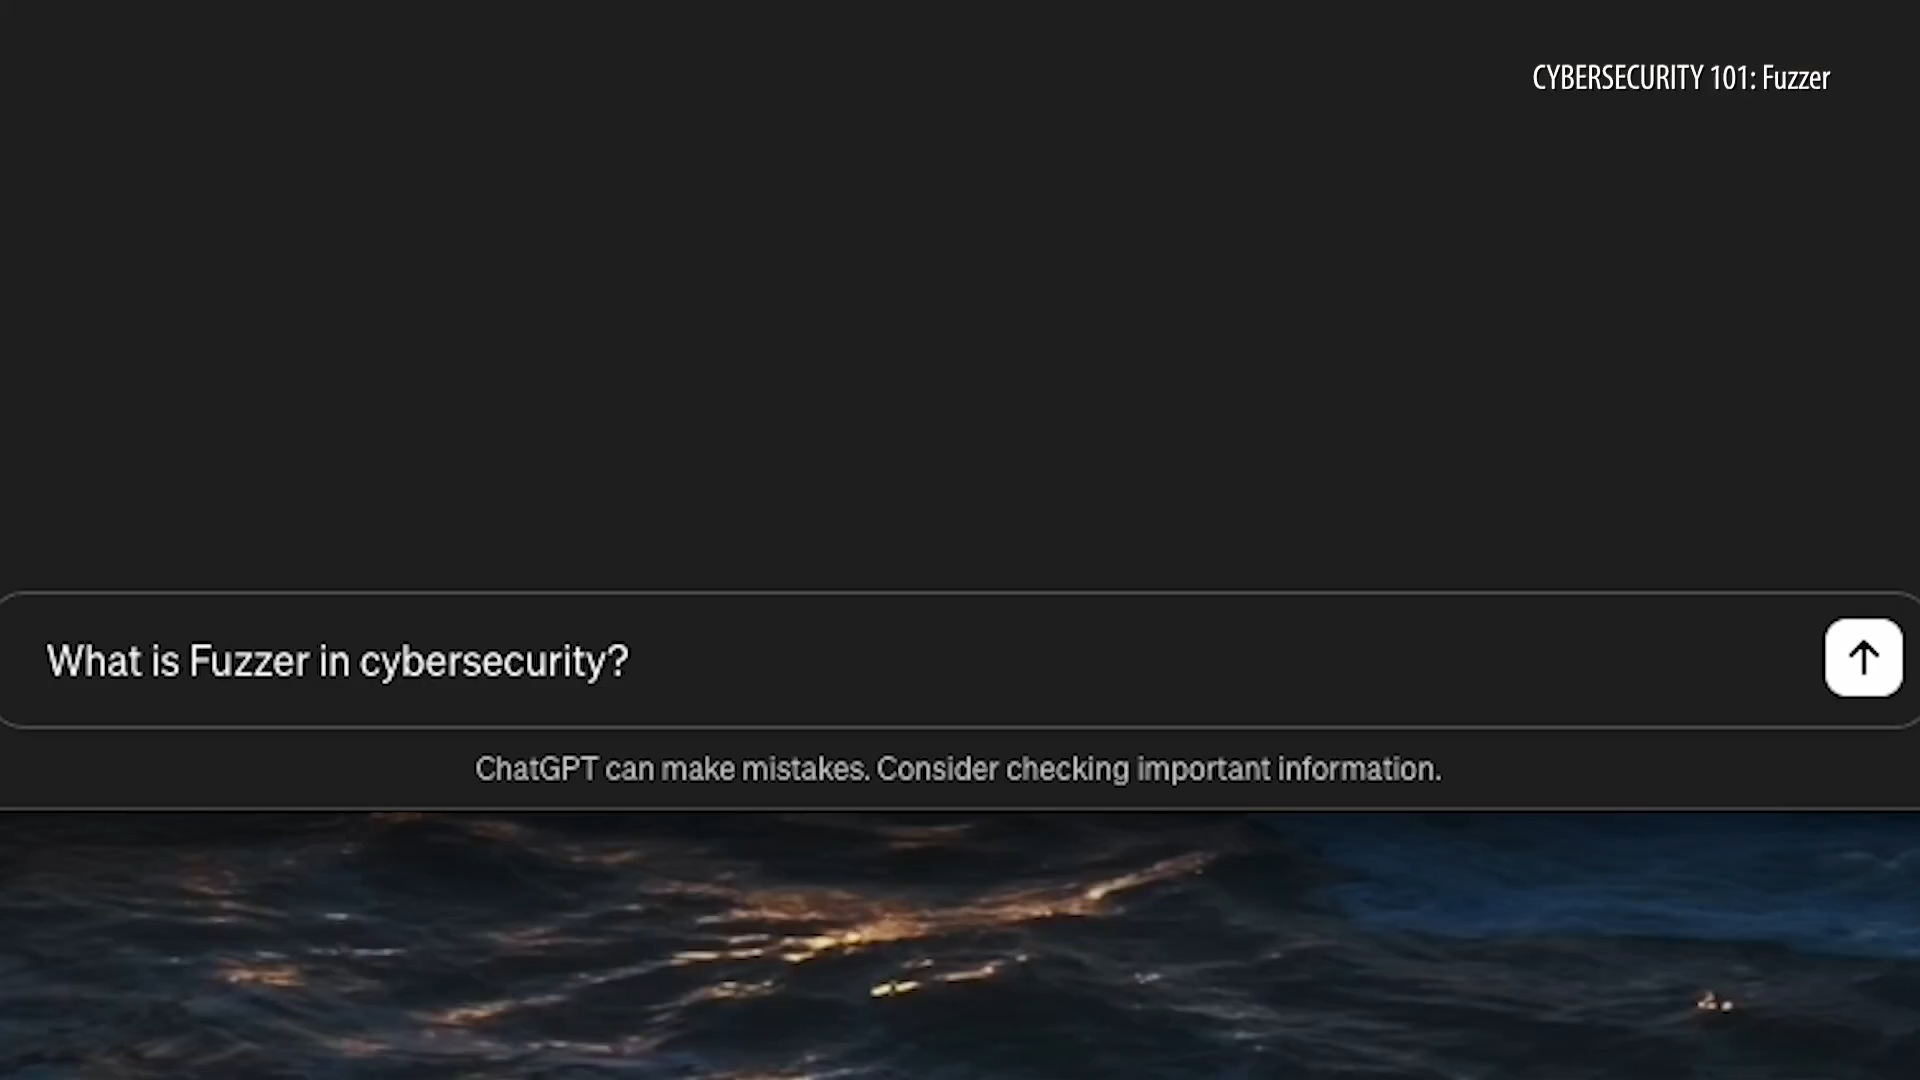 CYBERSECURITY 101: Fuzzer
What is Fuzzer in cybersecurity?
ChatGPT can make mistakes. Consider checking important information.